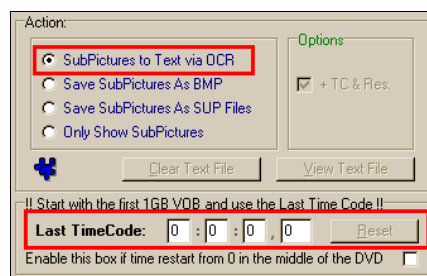 Action:
Options
SubPictures to Text via OCR
Save SubPictures As BMP
+ TC & Res.
Save SubPictures As SUP Files
Only Show SubPictures
Clear Text File
View Text File
!! Start with the first 1GB VOB and use the Last Time Code !!
Last TimeCode: 0 : 0 : 0 , 0 Reset
Enable this box if time restart from 0 in the middle of the DVD